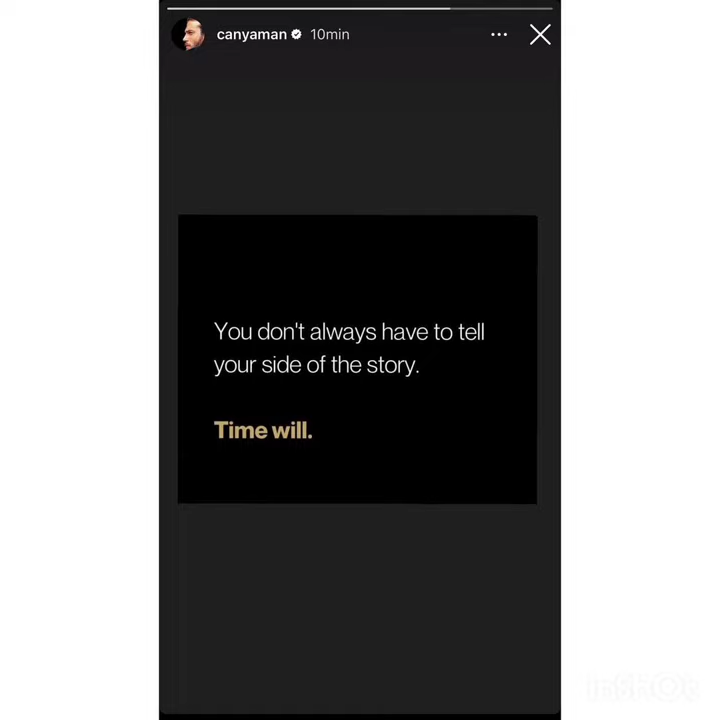 canyaman 10min
You don't always have to tell
your side of the story.
Time will.